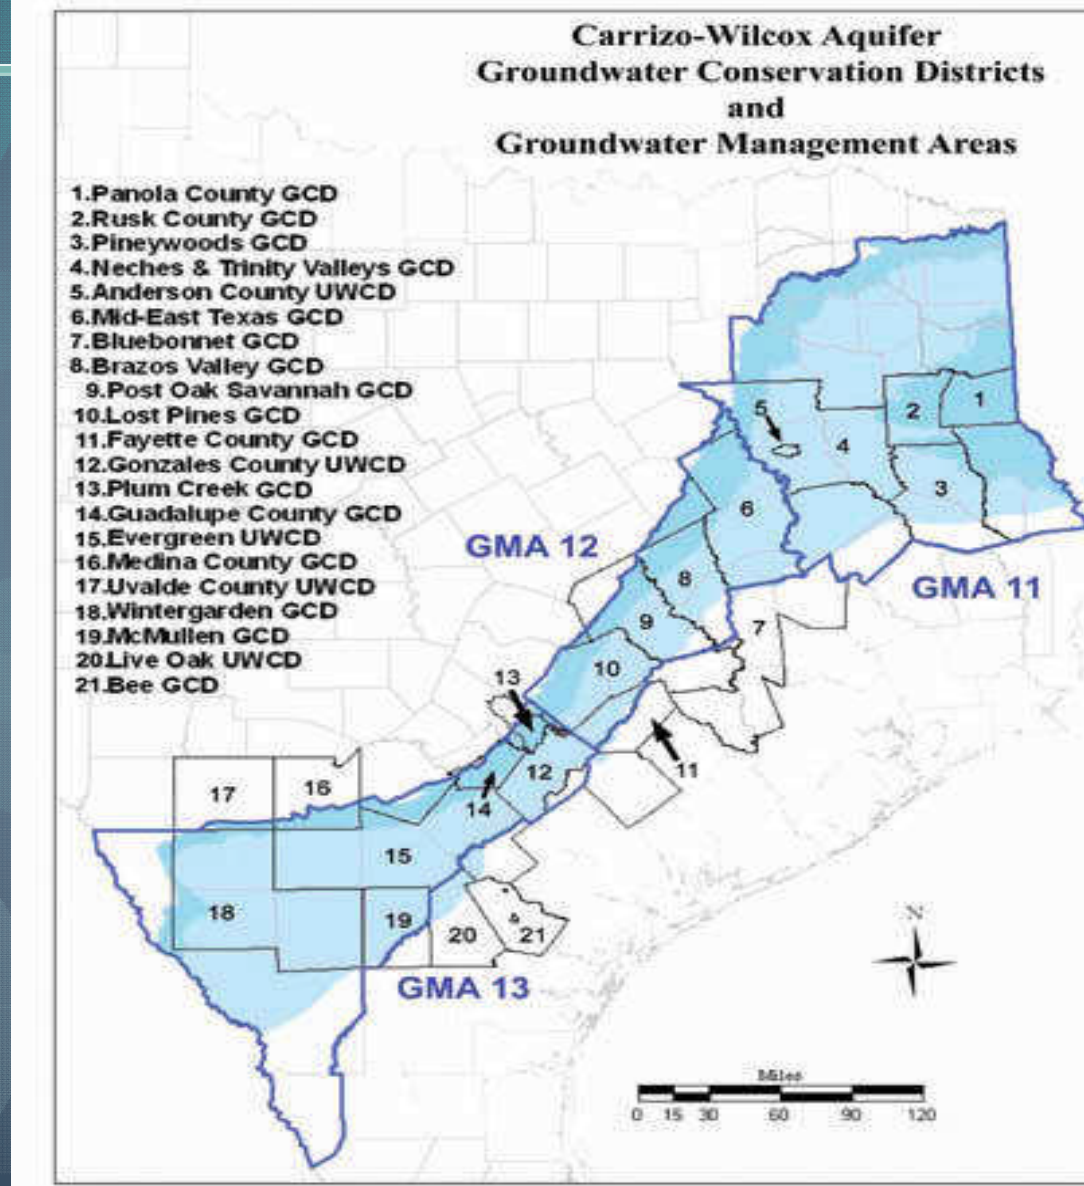 Carrizo-Wilcox Aquifer
Groundwater Conservation Districts
and
Groundwater Management Areas
1.Panola County GCD
2.Rusk County GCD
3.Pineywoods GCD
4.Neches & Trinity Valleys GCD
5.Anderson County UWCD
6.Mid-East Texas GCD
7.Bluebonnet GCD
8.Brazos Valley GCD
9.Post Oak Savannah GCD
10.Lost Pines GCD
11.Fayette County GCD
12.Gonzales County UWCD
13.Plum Creek GCD
14.Guadalupe County GCD
15.Evergreen UWCD
16.Medina County GCD
17.Uvalde County UWCD
18.Wintergarden GCD
19.McMullen GCD
20.Live Oak UWCD
21.Bee GCD
5
2
1
4
3
6
GMA 12
8
GMA 11
9
7
10
13
11
12
14
17
16
15
18
19
20
21
GMA 13
N
Miles
0 15 30 60 90 120